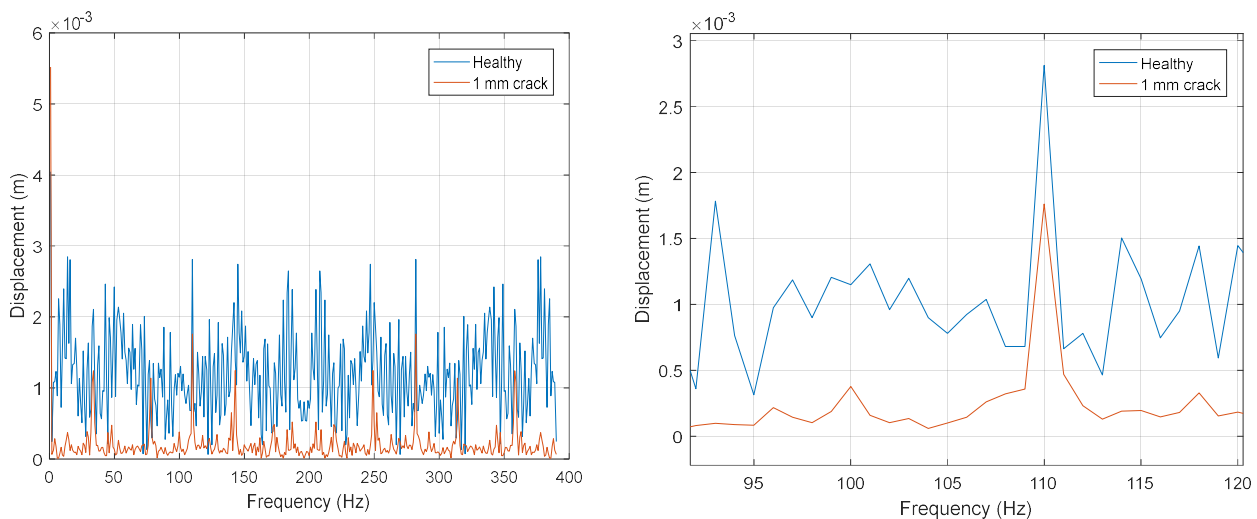 ×10⁻³
6
5
4
3
2
1
0
Displacement (m)
0 50 100 150 200 250 300 350 400
Frequency (Hz)
Healthy
1 mm crack
×10⁻³
3
2.5
2
1.5
1
0.5
0
Displacement (m)
95 100 105 110 115 120
Frequency (Hz)
Healthy
1 mm crack